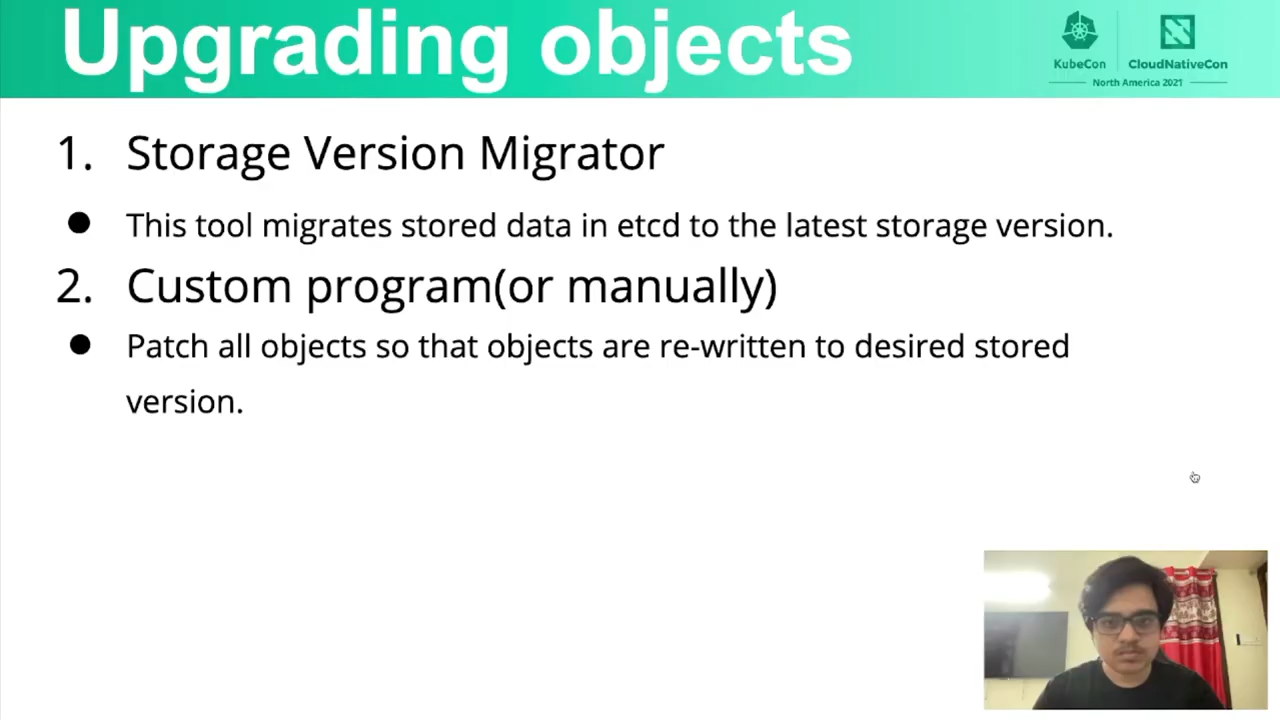 Upgrading objects
KubeCon
CloudNativeCon
North America 2021
1. Storage Version Migrator
● This tool migrates stored data in etcd to the latest storage version.
2. Custom program(or manually)
● Patch all objects so that objects are re-written to desired stored
version.